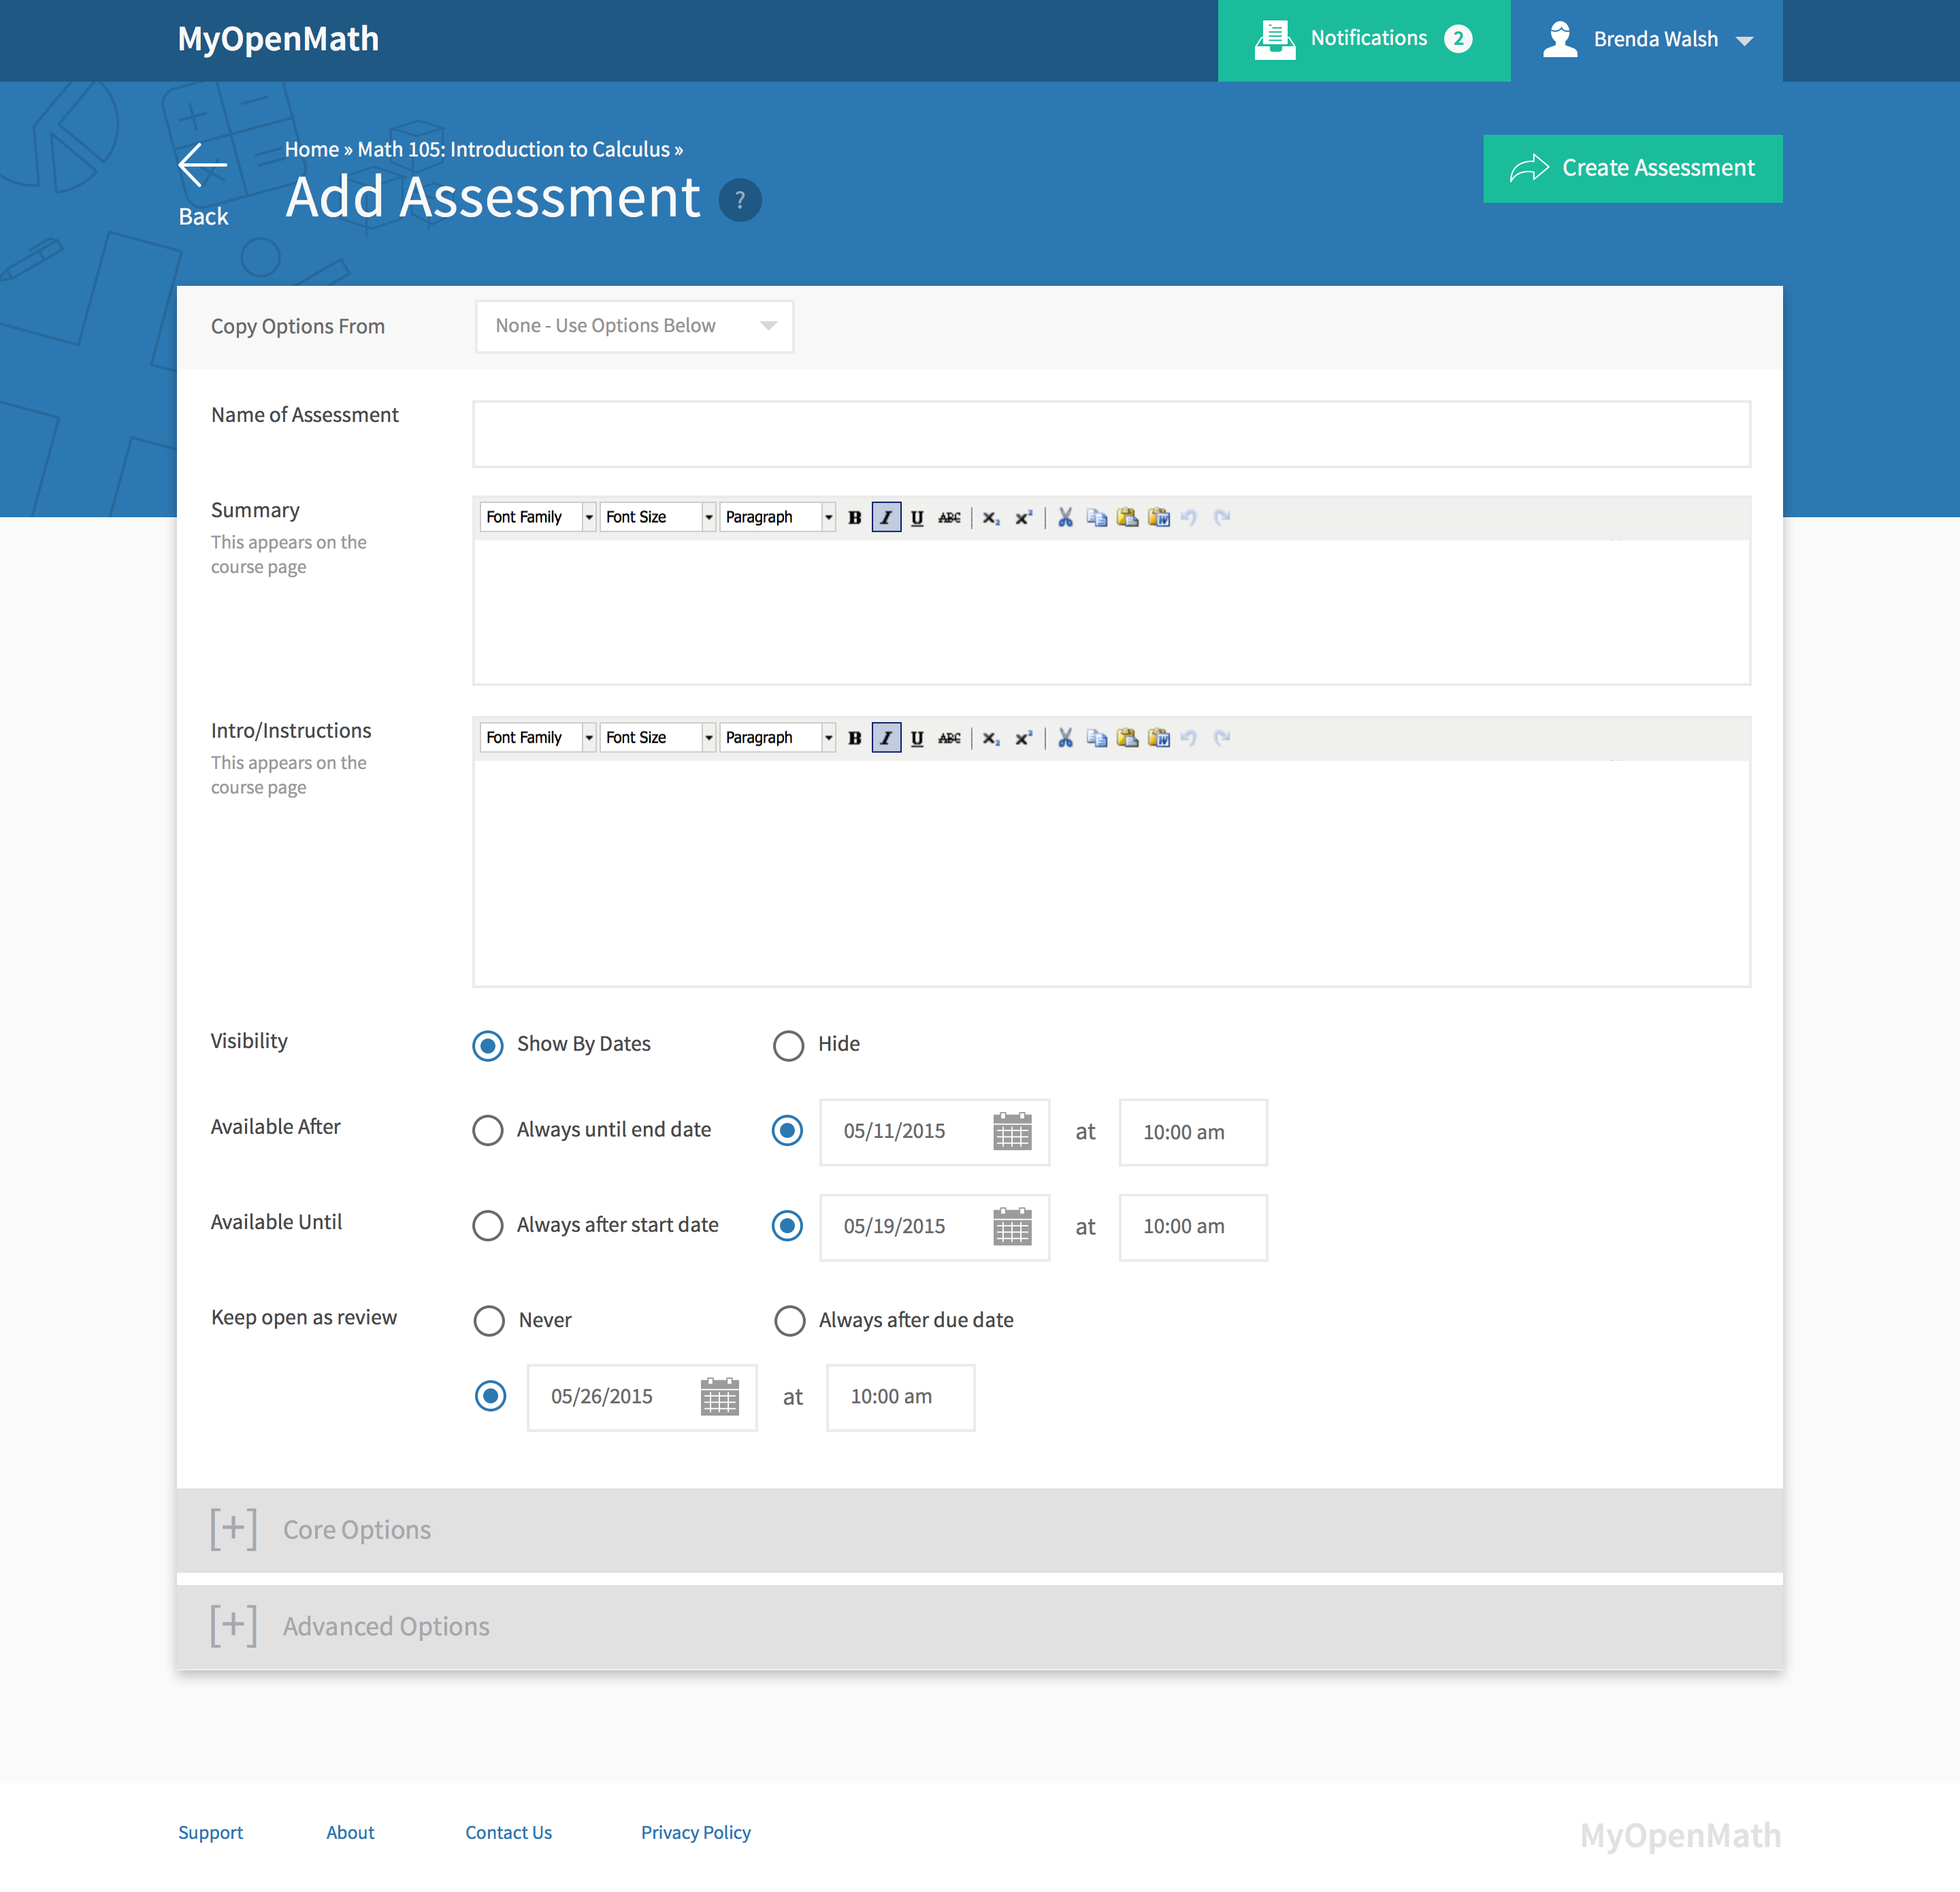 MyOpenMath
Notifications 2
Brenda Walsh
Home » Math 105: Introduction to Calculus »
Back
Add Assessment ?
Create Assessment
Copy Options From
None - Use Options Below
Name of Assessment
Summary
This appears on the
course page
Font Family Font Size Paragraph B I U ABC x₂ x²
Intro/Instructions
This appears on the
course page
Font Family Font Size Paragraph B I U ABC x₂ x²
Visibility
Show By Dates
Hide
Available After
Always until end date
05/11/2015
at
10:00 am
Available Until
Always after start date
05/19/2015
at
10:00 am
Keep open as review
Never
Always after due date
05/26/2015
at
10:00 am
[+] Core Options
[+] Advanced Options
Support
About
Contact Us
Privacy Policy
MyOpenMath